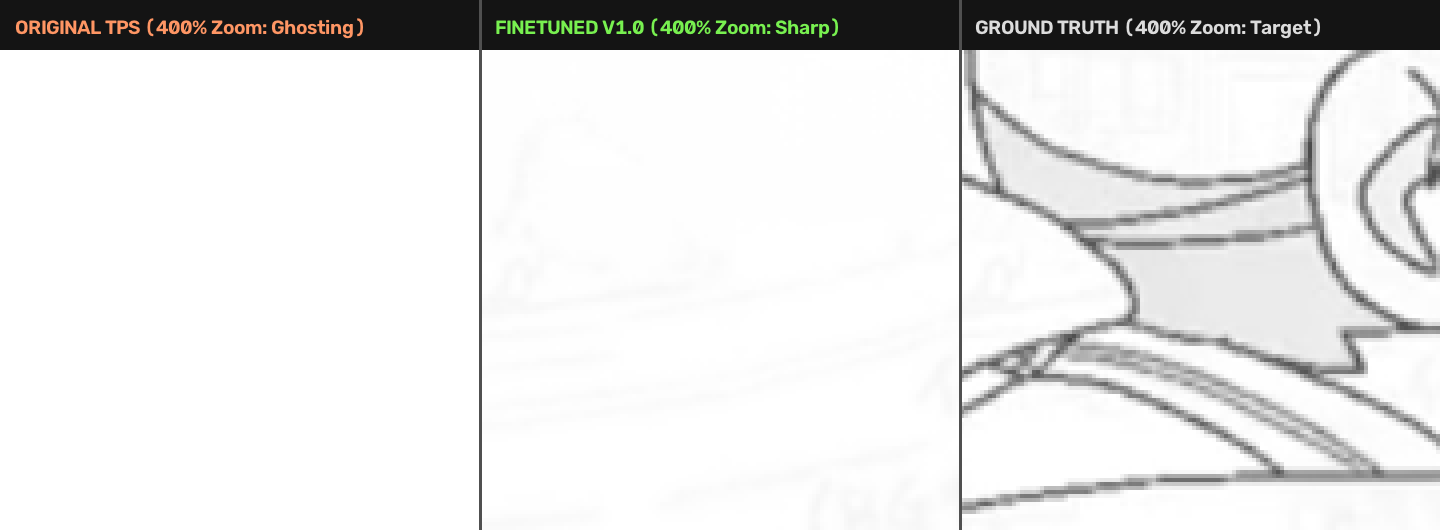 ORIGINAL TPS (400% Zoom: Ghosting)
FINETUNED V1.0 (400% Zoom: Sharp)
GROUND TRUTH (400% Zoom: Target)